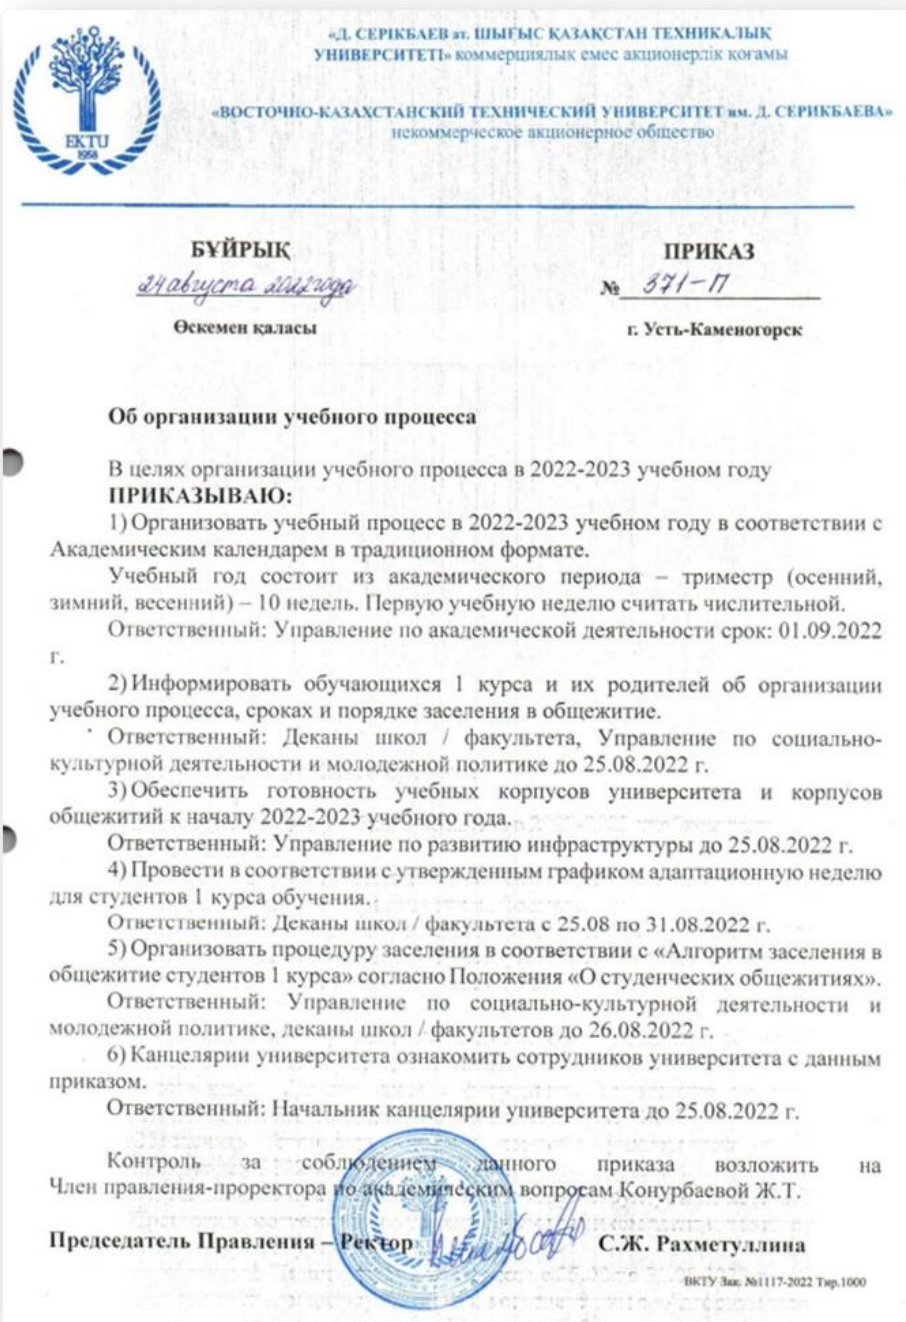 «Д. СЕРІКБАЕВ ат. ШЫҒЫС ҚАЗАҚСТАН ТЕХНИКАЛЫҚ
УНИВЕРСИТЕТІ» коммерциялық емес акционерлік қоғамы
«ВОСТОЧНО-КАЗАХСТАНСКИЙ ТЕХНИЧЕСКИЙ УНИВЕРСИТЕТ им. Д. СЕРИКБАЕВА»
некоммерческое акционерное общество
EKTU
1958
БҰЙРЫҚ
ПРИКАЗ
24 августа 2022 года
№ 371-П
Өскемен қаласы
г. Усть-Каменогорск
Об организации учебного процесса
В целях организации учебного процесса в 2022-2023 учебном году
ПРИКАЗЫВАЮ:
1) Организовать учебный процесс в 2022-2023 учебном году в соответствии с
Академическим календарем в традиционном формате.
Учебный год состоит из академического периода – триместр (осенний,
зимний, весенний) – 10 недель. Первую учебную неделю считать числительной.
Ответственный: Управление по академической деятельности срок: 01.09.2022
г.
2) Информировать обучающихся 1 курса и их родителей об организации
учебного процесса, сроках и порядке заселения в общежитие.
Ответственный: Деканы школ / факультета, Управление по социально-
культурной деятельности и молодежной политике до 25.08.2022 г.
3) Обеспечить готовность учебных корпусов университета и корпусов
общежитий к началу 2022-2023 учебного года.
Ответственный: Управление по развитию инфраструктуры до 25.08.2022 г.
4) Провести в соответствии с утвержденным графиком адаптационную неделю
для студентов 1 курса обучения.
Ответственный: Деканы школ / факультета с 25.08 по 31.08.2022 г.
5) Организовать процедуру заселения в соответствии с «Алгоритм заселения в
общежитие студентов 1 курса» согласно Положения «О студенческих общежитиях».
Ответственный: Управление по социально-культурной деятельности и
молодежной политике, деканы школ / факультетов до 26.08.2022 г.
6) Канцелярии университета ознакомить сотрудников университета с данным
приказом.
Ответственный: Начальник канцелярии университета до 25.08.2022 г.
Контроль за соблюдением данного приказа возложить на
Член правления-проректора по академическим вопросам Конурбаевой Ж.Т.
Председатель Правления – Ректор С.Ж. Рахметуллина
ВКТУ Зак. №1117-2022 Тир.1000